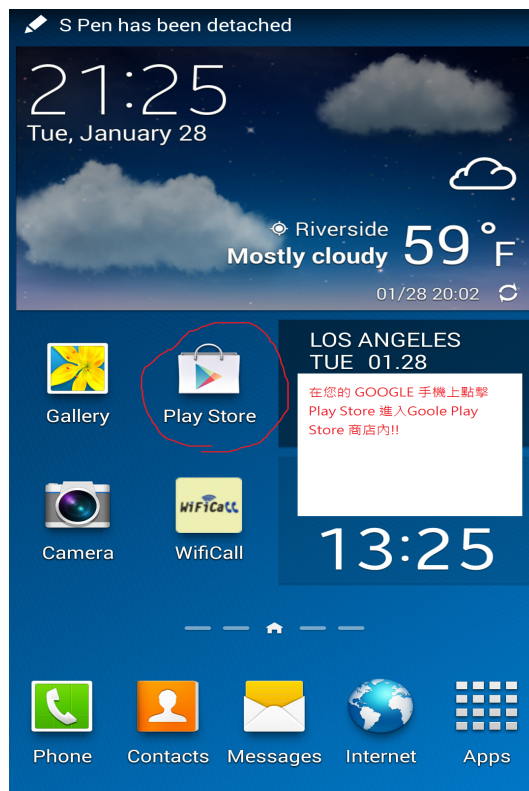 S Pen has been detached
21:25
Tue, January 28
Riverside
Mostly cloudy 59°F
01/28 20:02
LOS ANGELES
TUE 01.28
在您的 GOOGLE 手機上點擊
Play Store 進入Goole Play
Store 商店內!!
Gallery
Play Store
WiFiCall
Camera
WifiCall
13:25
Phone
Contacts
Messages
Internet
Apps